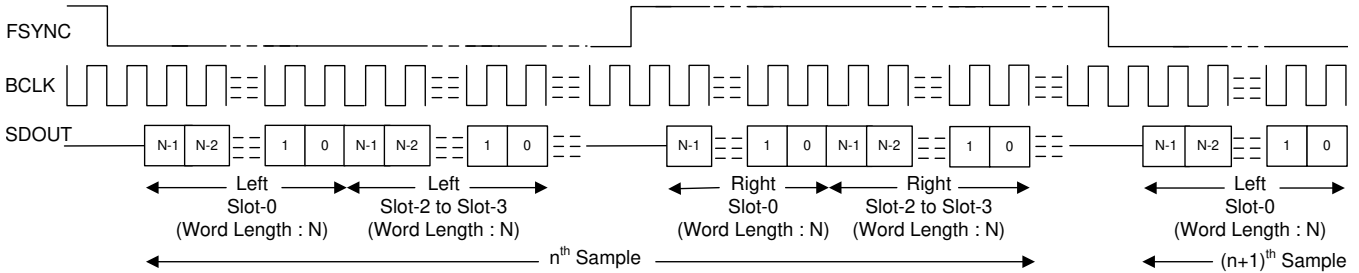 FSYNC
BCLK
SDOUT
N-1 N-2 1 0 N-1 N-2 1 0 N-1 1 0 N-1 N-2 1 0 N-1 N-2 1 0
Left Left Right Right Left
Slot-0 Slot-2 to Slot-3 Slot-0 Slot-2 to Slot-3 Slot-0
(Word Length : N) (Word Length : N) (Word Length : N) (Word Length : N) (Word Length : N)
nth Sample (n+1)th Sample